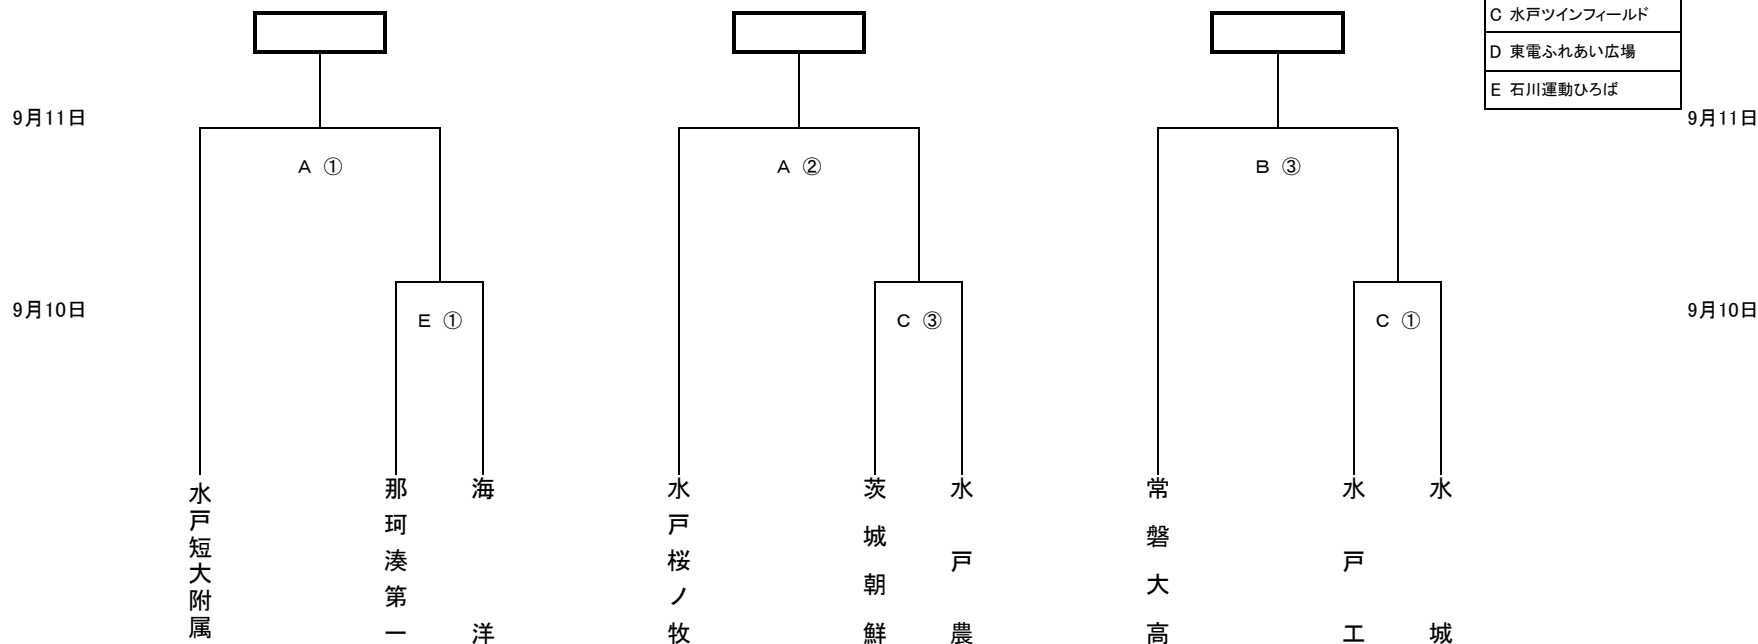 C 水戸ツインフィールド
D 東電ふれあい広場
E 石川運動ひろば
9月11日
9月11日
A ①
A ②
B ③
9月10日
9月10日
E ①
C ③
C ①
水戸短大附属
那珂湊第一
海洋
水戸桜ノ牧
茨城朝鮮
水戸農
常磐大高
水戸工
水城